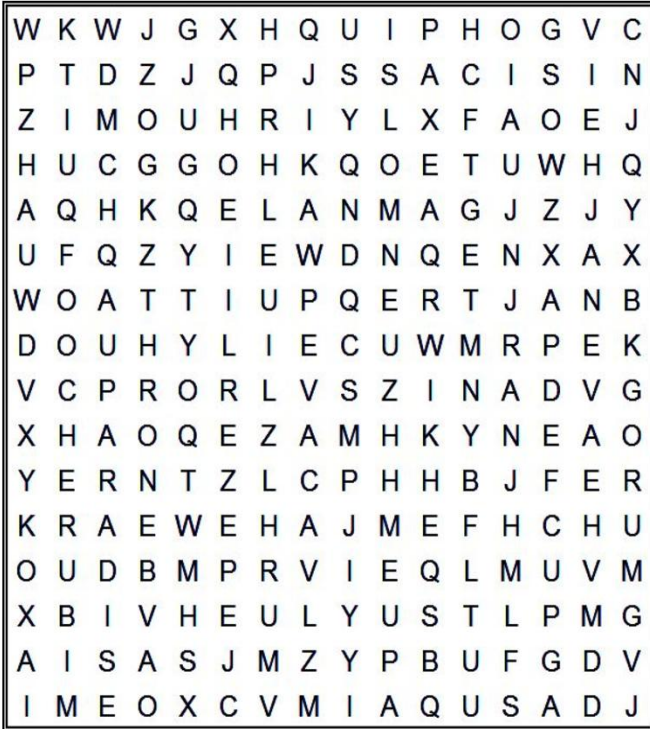 W K W J G X H Q U I P H O G V C
P T D Z J Q P J S S A C I S I N
Z I M O U H R I Y L X F A O E J
H U C G G O H K Q O E T U W H Q
A Q H K Q E L A N M A G J Z J Y
U F Q Z Y I E W D N Q E N X A X
W O A T T I U P Q E R T J A N B
D O U H Y L I E C U W M R P E K
V C P R O R L V S Z I N A D V G
X H A O Q E Z A M H K Y N E A O
Y E R N T Z L C P H H B J F E R
K R A E W E H A J M E F H C H U
O U D B M P R V I E Q L M U V M
X B I V H E U L Y U S T L P M G
A I S A S J M Z Y P B U F G D V
I M E O X C V M I A Q U S A D J